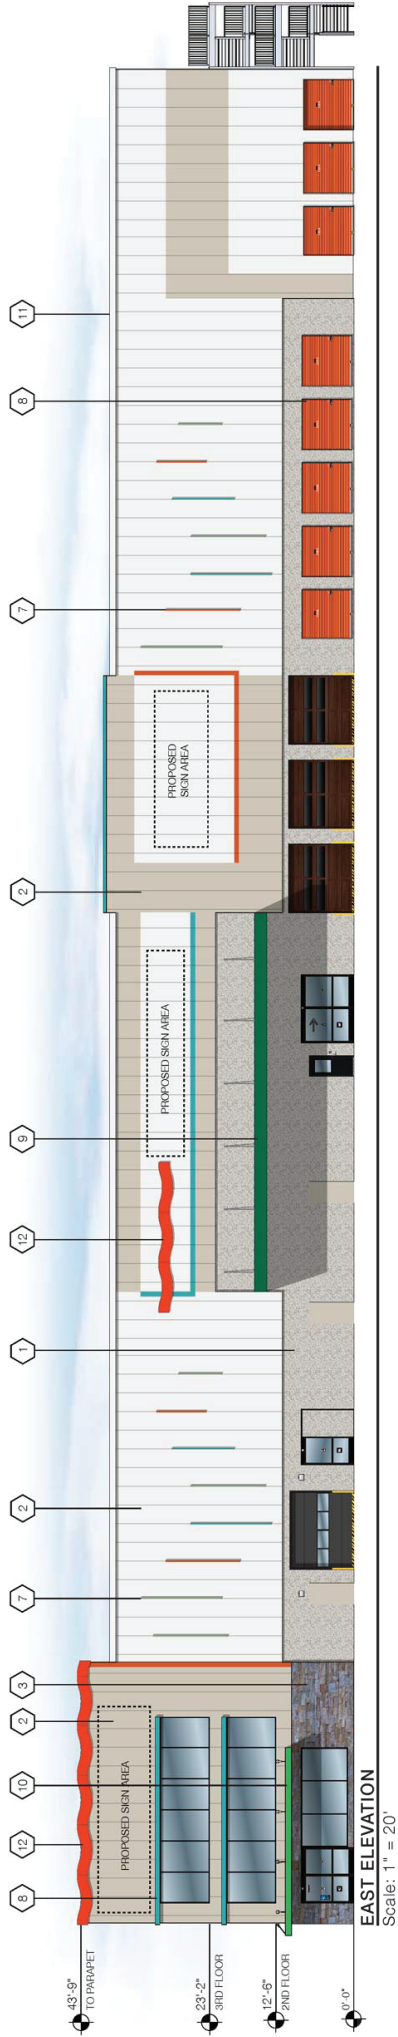 12
2
3
8
10
7
2
1
12
9
2
7
8
11
43'-9"
TO PARAPET
23'-2"
3RD FLOOR
12'-6"
2ND FLOOR
0'-0"
PROPOSED SIGN AREA
PROPOSED SIGN AREA
PROPOSED
SIGN AREA
EAST ELEVATION
Scale: 1" = 20'